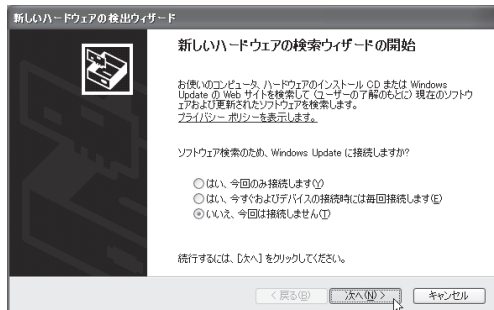 新しいハードウェアの検出ウィザード
新しいハードウェアの検索ウィザードの開始
お使いのコンピュータ、ハードウェアのインストール CD または Windows
Update の Web サイトを検索して (ユーザーの了解のもとに) 現在のソフトウ
ェアおよび更新されたソフトウェアを検索します。
プライバシー ポリシーを表示します。
ソフトウェア検索のため、Windows Update に接続しますか?
はい、今回のみ接続します(Y)
はい、今すぐおよびデバイスの接続時には毎回接続します(E)
いいえ、今回は接続しません(T)
続行するには、[次へ] をクリックしてください。
< 戻る(B) 次へ(N) > キャンセル